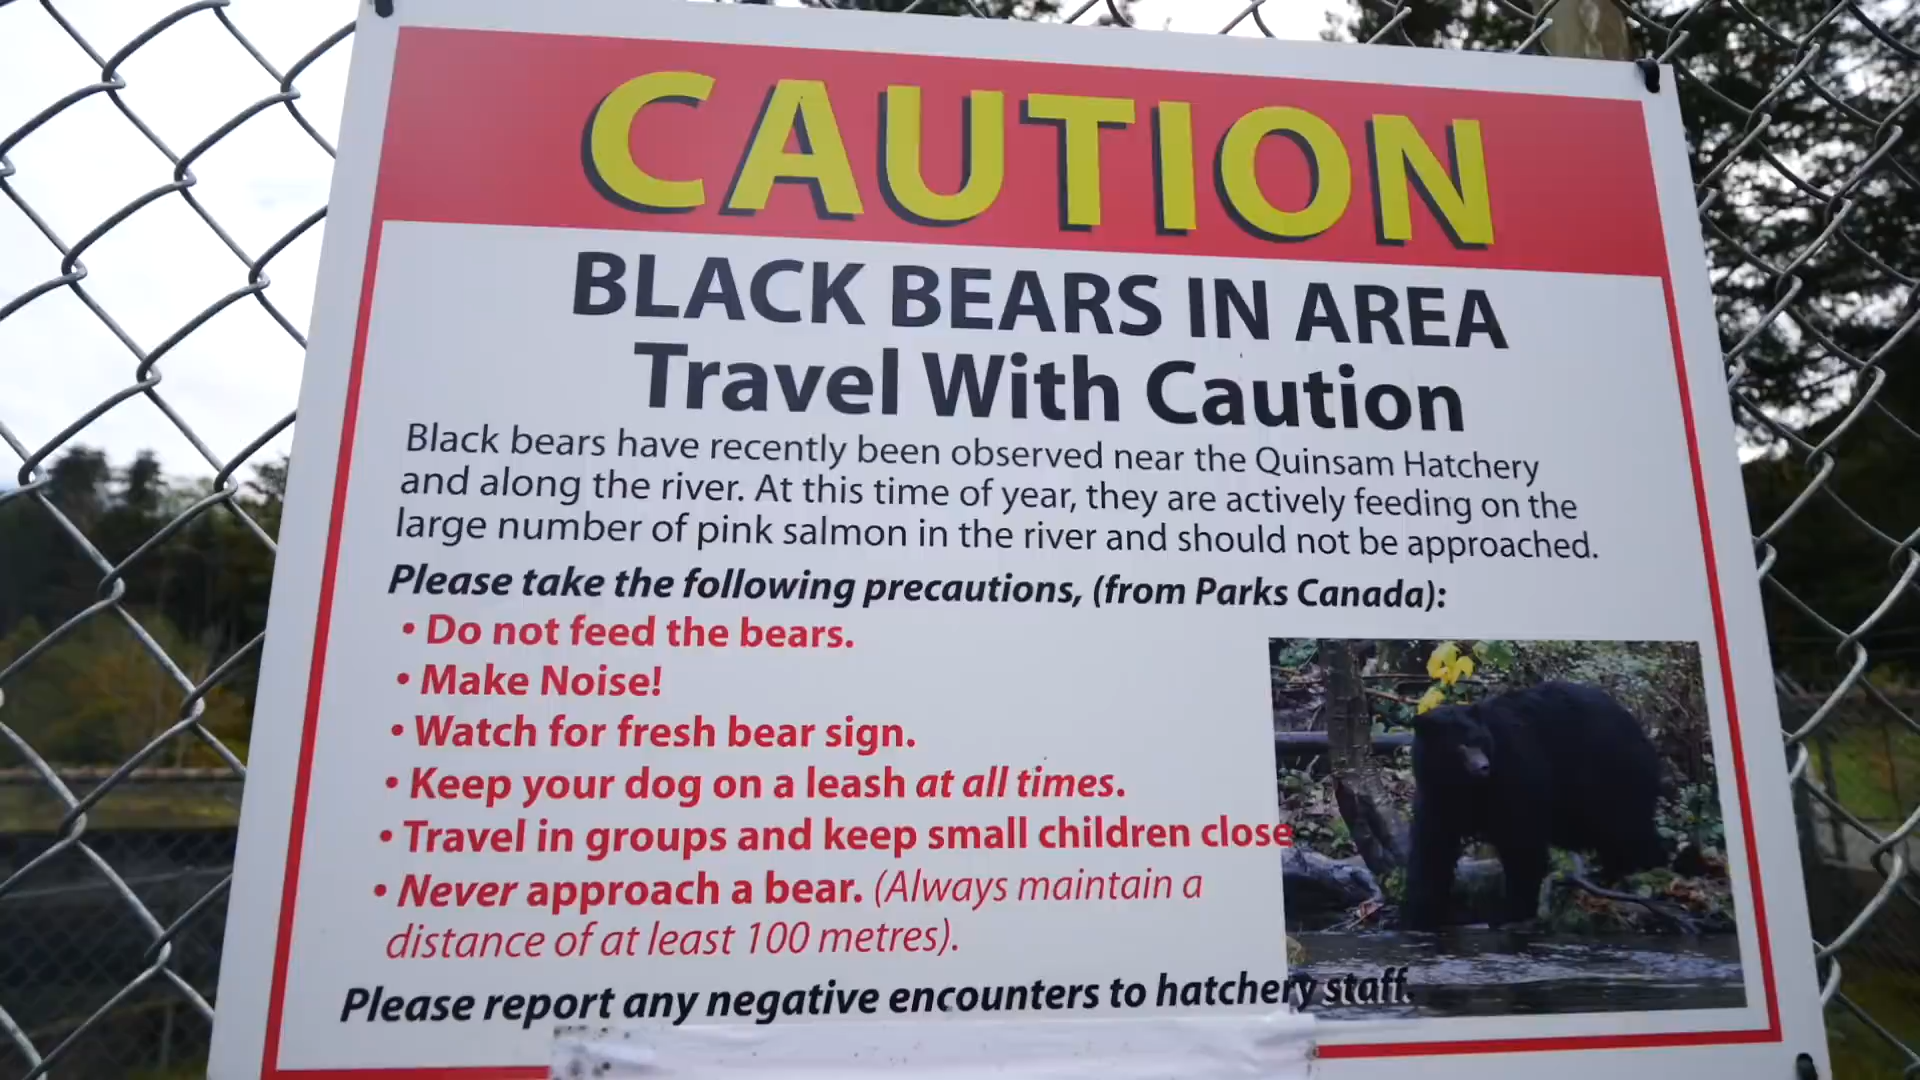 CAUTION
BLACK BEARS IN AREA
Travel With Caution
Black bears have recently been observed near the Quinsam Hatchery
and along the river. At this time of year, they are actively feeding on the
large number of pink salmon in the river and should not be approached.
Please take the following precautions, (from Parks Canada):
• Do not feed the bears.
• Make Noise!
• Watch for fresh bear sign.
• Keep your dog on a leash at all times.
• Travel in groups and keep small children close
• Never approach a bear. (Always maintain a
distance of at least 100 metres).
Please report any negative encounters to hatchery staff.